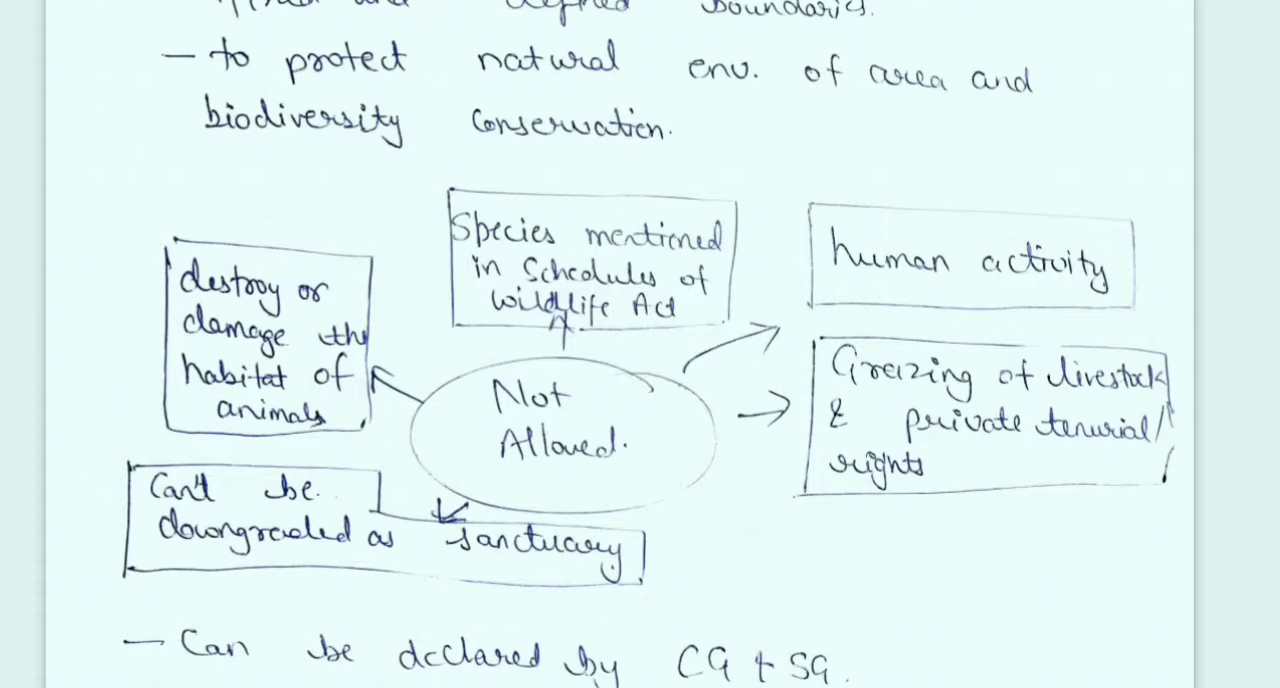 defined boundaries.
— to protect natural env. of area and
biodiversity Conservation.
Species mentioned
in Schedules of
wildlife Act
human activity
destroy or
damage the
habitat of
animals
Not
Allowed.
Grazing of livestock
& private tenurial/
rights
Can't be
downgraded as sanctuary
— Can be declared by CG + SG.